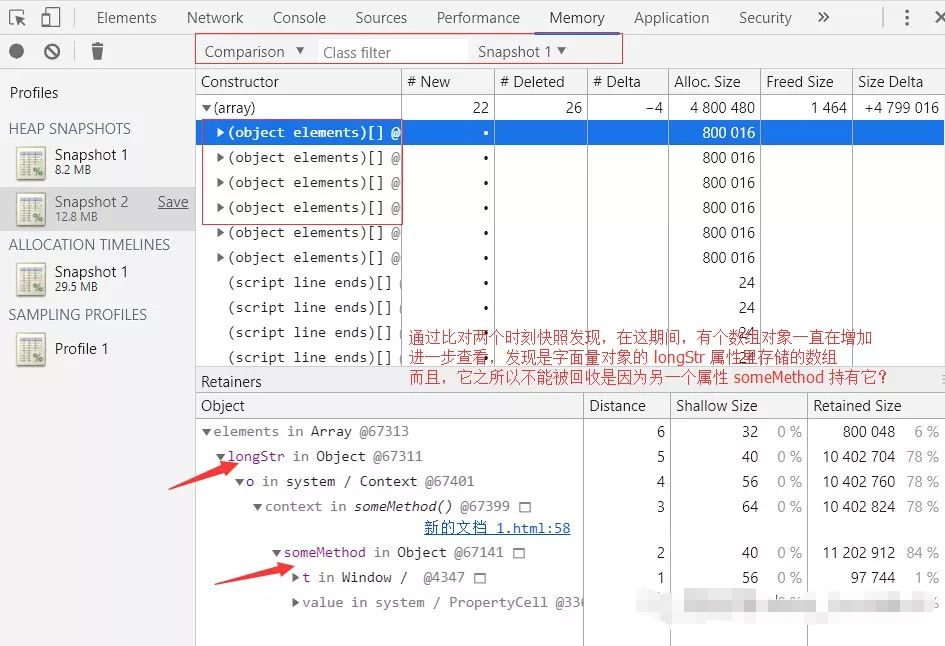 Elements Network Console Sources Performance Memory Application Security »
Comparison ▼ Class filter Snapshot 1 ▼
Profiles
HEAP SNAPSHOTS
Snapshot 1
8.2 MB
Snapshot 2 Save
12.8 MB
ALLOCATION TIMELINES
Snapshot 1
29.5 MB
SAMPLING PROFILES
Profile 1
Constructor # New # Deleted # Delta Alloc. Size Freed Size Size Delta
▼(array) 22 26 −4 4 800 480 1 464 +4 799 016
▶(object elements)[] @ • 800 016
▶(object elements)[] @ • 800 016
▶(object elements)[] @ • 800 016
▶(object elements)[] @ • 800 016
▶(object elements)[] @ • 800 016
▶(object elements)[] @ • 800 016
(script line ends)[] • 24
(script line ends)[] • 24
(script line ends)[] • 24
(script line ends)[] • 24
通过比对两个时刻快照发现，在这期间，有个数组对象一直在增加
进一步查看，发现是字面量对象的 longStr 属性里存储的数组
而且，它之所以不能被回收是因为另一个属性 someMethod 持有它?
Retainers
Object Distance Shallow Size Retained Size
▼elements in Array @67313 6 32 0 % 800 048 6 %
▼longStr in Object @67311 5 40 0 % 10 402 704 78 %
▼o in system / Context @67401 4 56 0 % 10 402 760 78 %
▼context in someMethod() @67399 3 64 0 % 10 402 824 78 %
新的文档 1.html:58
▼someMethod in Object @67141 2 40 0 % 11 202 912 84 %
▶t in Window / @4347 1 56 0 % 97 744 1 %
▶value in system / PropertyCell @33